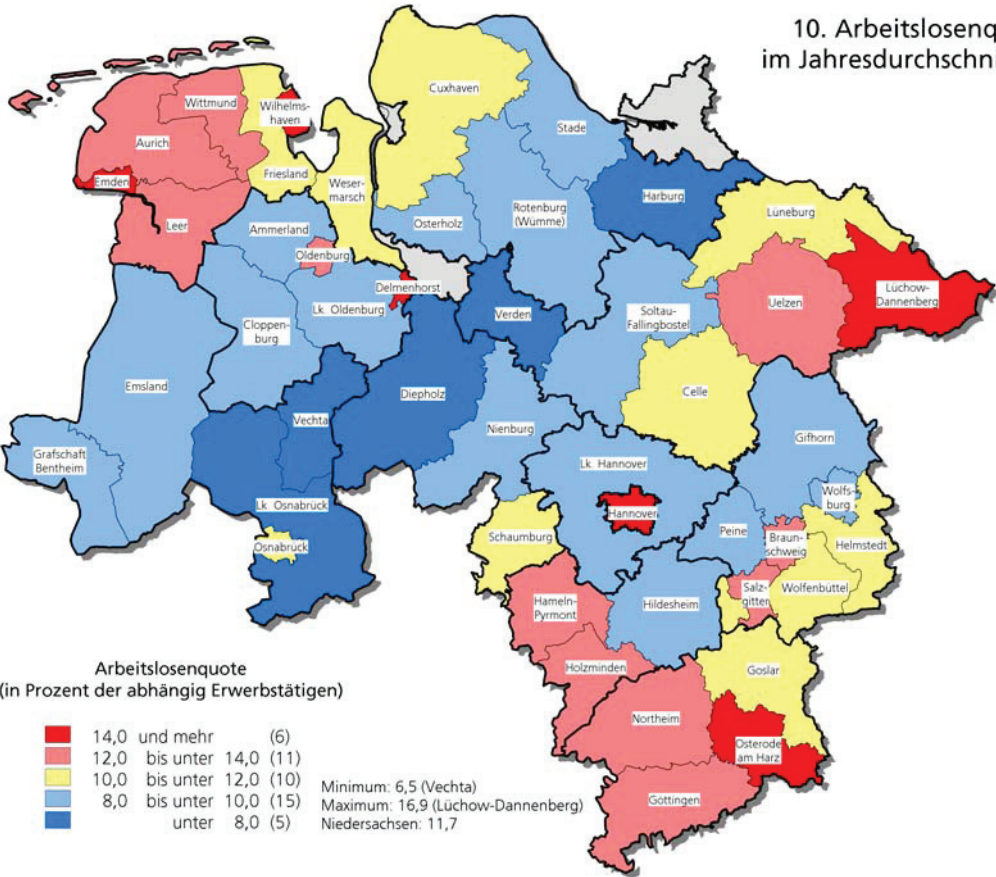 10. Arbeitslosenq
im Jahresdurchschni
Cuxhaven
Wittmund
Wilhelms-
haven
Stade
Aurich
Emden
Friesland
Weser-
marsch
Harburg
Leer
Ammerland
Osterholz
Rotenburg
(Wümme)
Lüneburg
Oldenburg
Delmenhorst
Lk. Oldenburg
Verden
Soltau-
Fallingbostel
Uelzen
Lüchow-
Dannenberg
Cloppen-
burg
Emsland
Diepholz
Celle
Vechta
Nienburg
Gifhorn
Grafschaft
Bentheim
Lk. Hannover
Lk. Osnabrück
Hannover
Wolfs-
burg
Osnabrück
Schaumburg
Peine
Braun-
schweig
Helmstedt
Hameln-
Pyrmont
Hildesheim
Salz-
gitter
Wolfenbüttel
Holzminden
Goslar
Northeim
Osterode
am Harz
Göttingen
Arbeitslosenquote
(in Prozent der abhängig Erwerbstätigen)
14,0 und mehr (6)
12,0 bis unter 14,0 (11)
10,0 bis unter 12,0 (10)
8,0 bis unter 10,0 (15)
unter 8,0 (5)
Minimum: 6,5 (Vechta)
Maximum: 16,9 (Lüchow-Dannenberg)
Niedersachsen: 11,7